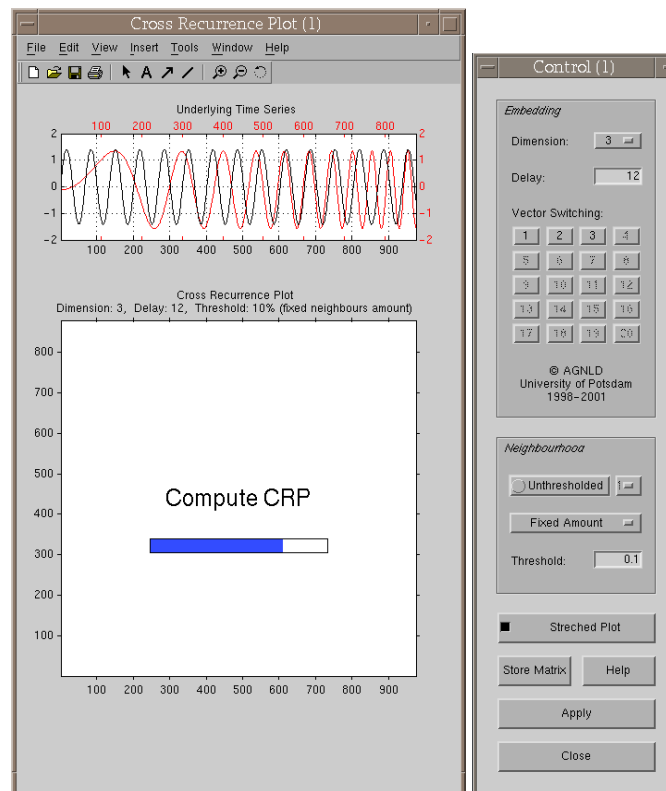 Cross Recurrence Plot (1)
File Edit View Insert Tools Window Help
A
Underlying Time Series
100 200 300 400 500 600 700 800
2 2
1 1
0 0
−1 −1
−2 −2
100 200 300 400 500 600 700 800 900
Cross Recurrence Plot
Dimension: 3, Delay: 12, Threshold: 10% (fixed neighbours amount)
800
700
600
500
400
300
200
100
Compute CRP
100 200 300 400 500 600 700 800 900
Control (1)
Embedding
Dimension: 3
Delay: 12
Vector Switching:
1 2 3 4
5 6 7 8
9 10 11 12
13 14 15 16
17 18 19 20
© AGNLD
University of Potsdam
1998−2001
Neighbourhood
Unthresholded 1
Fixed Amount
Threshold: 0.1
Streched Plot
Store Matrix Help
Apply
Close